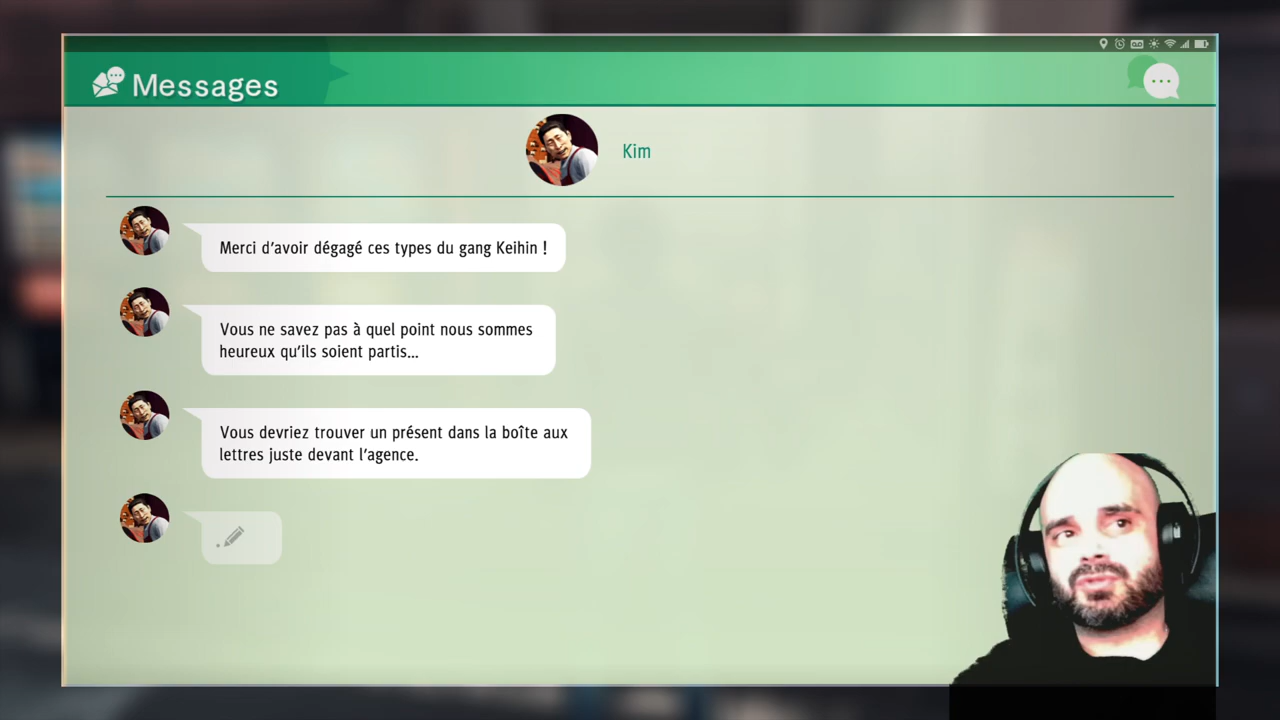 Messages
Kim
Merci d'avoir dégagé ces types du gang Keihin !
Vous ne savez pas à quel point nous sommes
heureux qu'ils soient partis...
Vous devriez trouver un présent dans la boîte aux
lettres juste devant l'agence.